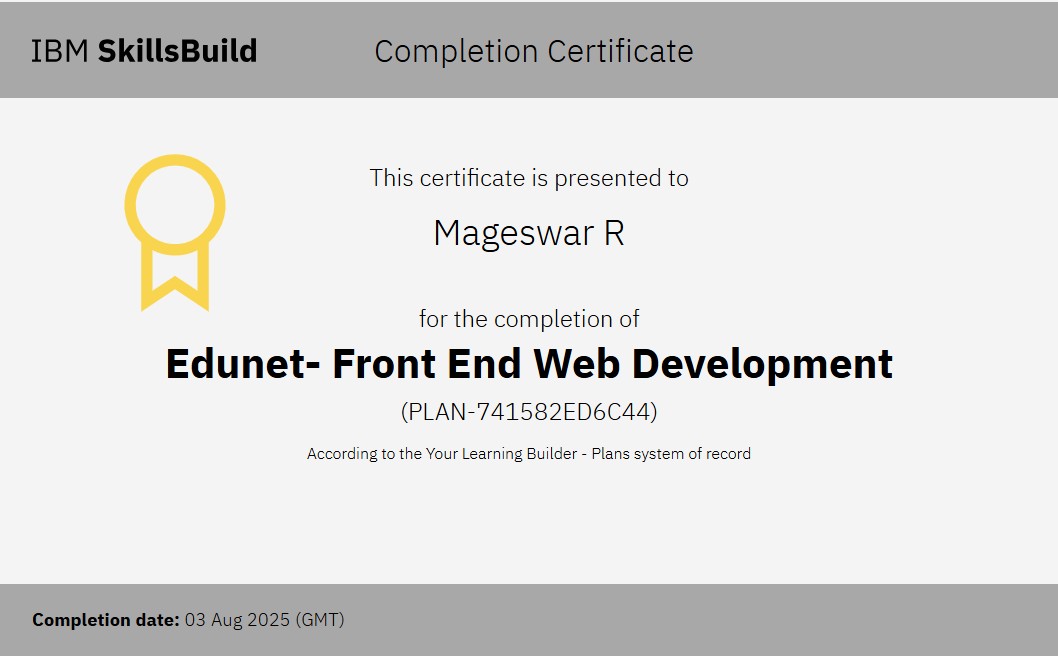 IBM SkillsBuild
Completion Certificate
This certificate is presented to
Mageswar R
for the completion of
Edunet- Front End Web Development
(PLAN-741582ED6C44)
According to the Your Learning Builder - Plans system of record
Completion date: 03 Aug 2025 (GMT)